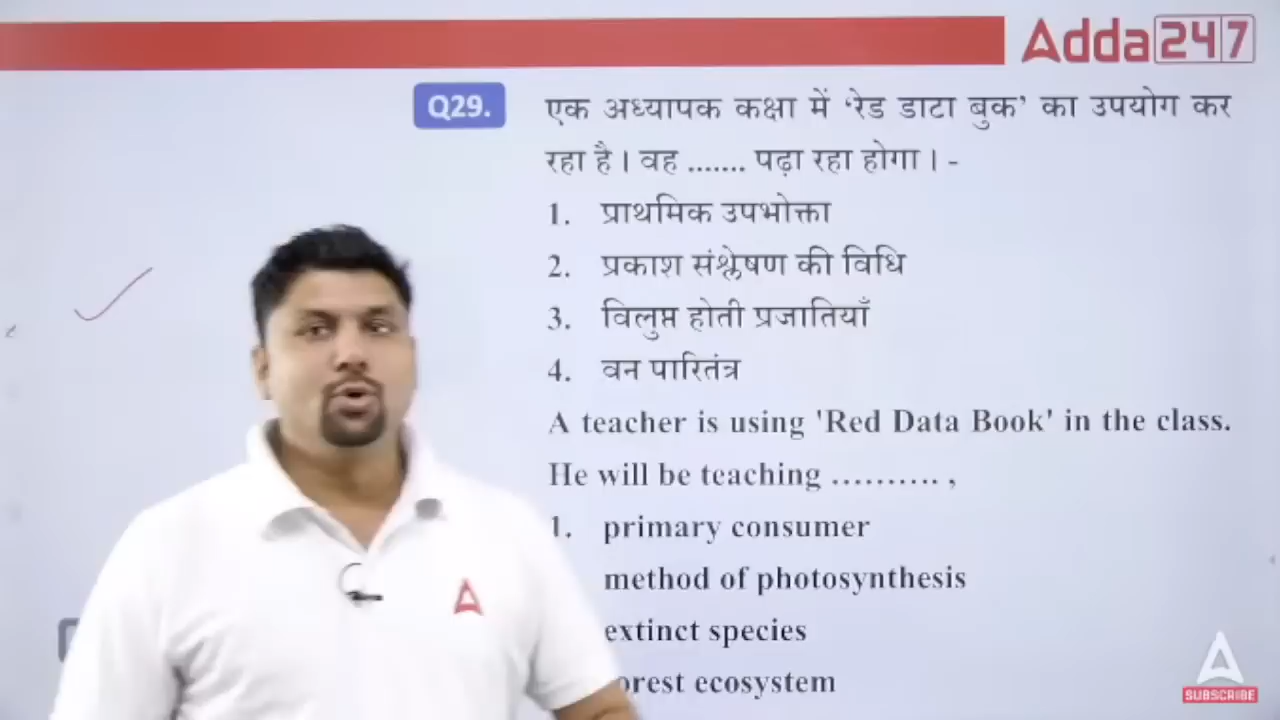 Adda247
Q29. एक अध्यापक कक्षा में ‘रेड डाटा बुक’ का उपयोग कर
रहा है। वह ....... पढ़ा रहा होगा। -
1. प्राथमिक उपभोक्ता
2. प्रकाश संश्लेषण की विधि
3. विलुप्त होती प्रजातियाँ
4. वन पारितंत्र
A teacher is using 'Red Data Book' in the class.
He will be teaching .......... ,
1. primary consumer
method of photosynthesis
extinct species
orest ecosystem
SUBSCRIBE